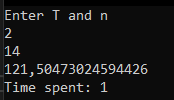 Enter T and n
2
14
121,50473024594426
Time spent: 1